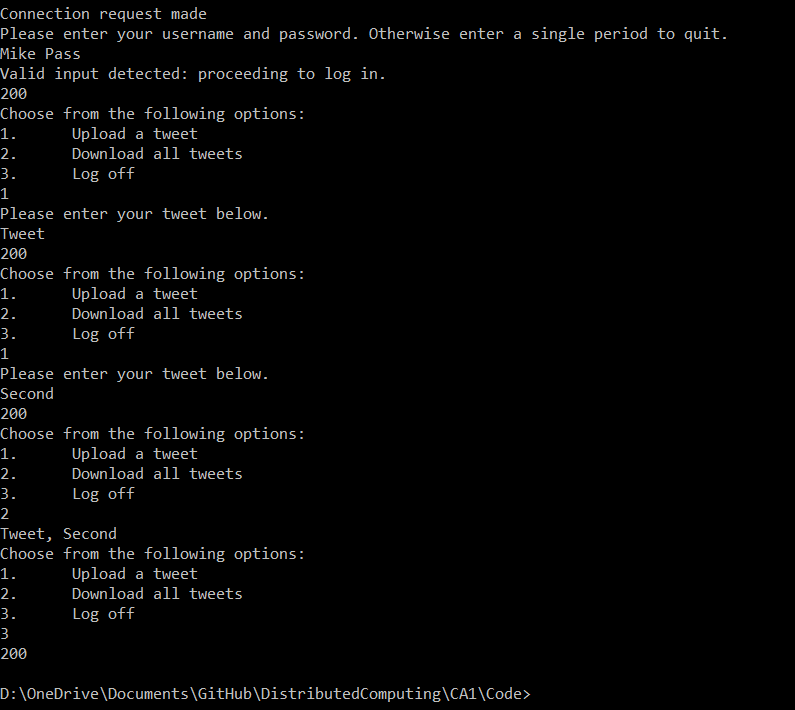 Connection request made
Please enter your username and password. Otherwise enter a single period to quit.
Mike Pass
Valid input detected: proceeding to log in.
200
Choose from the following options:
1.      Upload a tweet
2.      Download all tweets
3.      Log off
1
Please enter your tweet below.
Tweet
200
Choose from the following options:
1.      Upload a tweet
2.      Download all tweets
3.      Log off
1
Please enter your tweet below.
Second
200
Choose from the following options:
1.      Upload a tweet
2.      Download all tweets
3.      Log off
2
Tweet, Second
Choose from the following options:
1.      Upload a tweet
2.      Download all tweets
3.      Log off
3
200
D:\OneDrive\Documents\GitHub\DistributedComputing\CA1\Code>